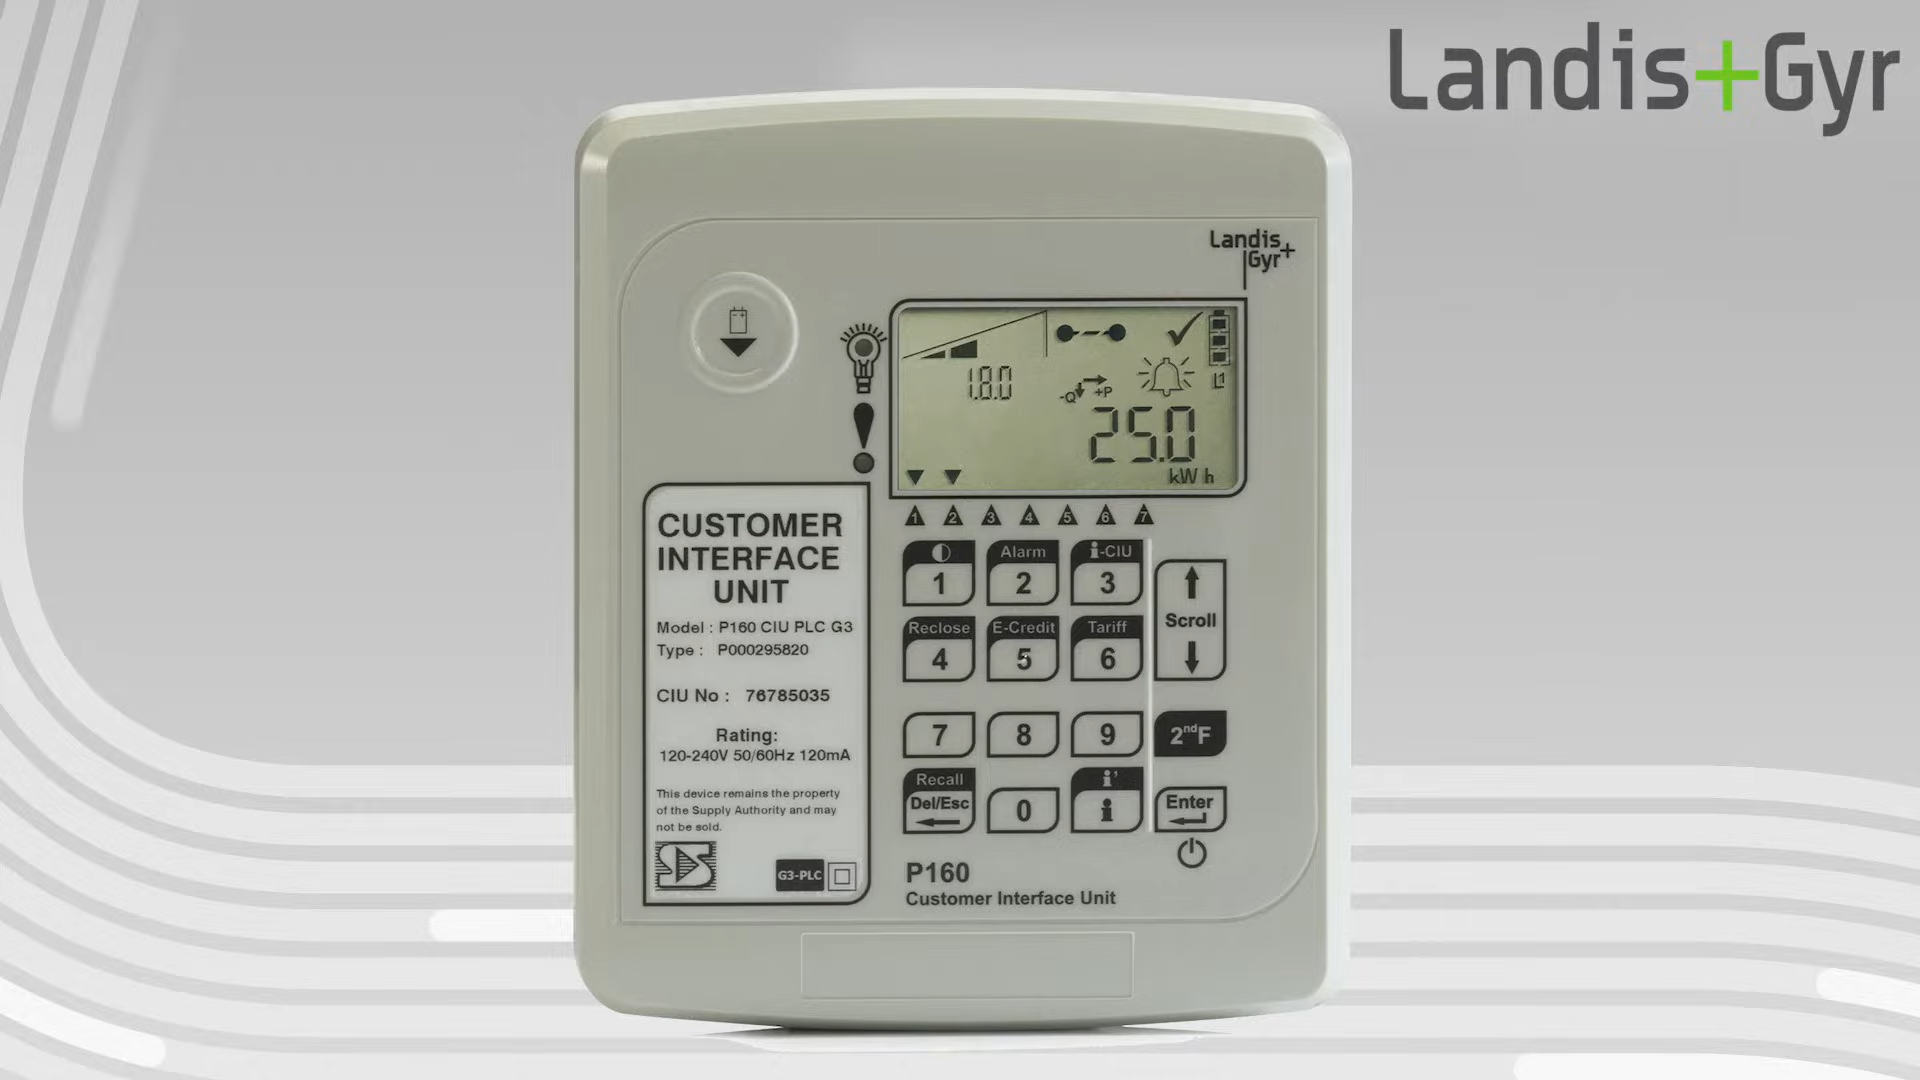 Landis+Gyr
Landis+
Gyr
1.8.0
-Q +P
L1
25.0
kW h
1 2 3 4 5 6 7
CUSTOMER
INTERFACE
UNIT
Model : P160 CIU PLC G3
Type : P000295820
CIU No : 76785035
Rating:
120-240V 50/60Hz 120mA
This device remains the property
of the Supply Authority and may
not be sold.
G3-PLC
1
Alarm
2
i-CIU
3
Scroll
Reclose
4
E-Credit
5
Tariff
6
7
8
9
2ndF
Recall
Del/Esc
0
i'
i
Enter
P160
Customer Interface Unit